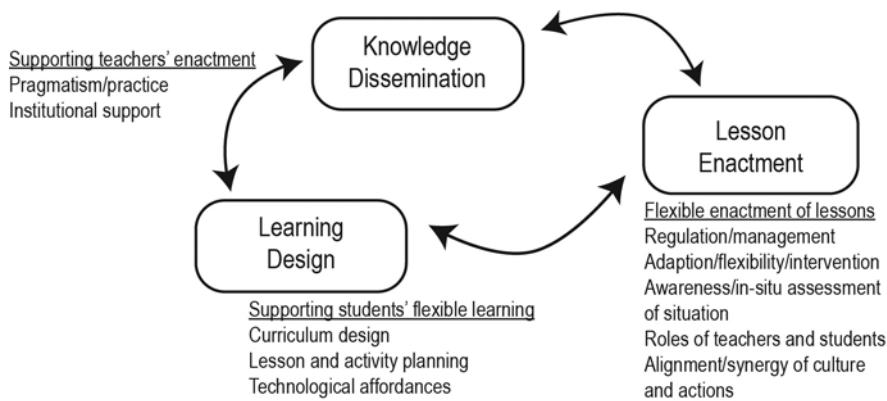 Knowledge
Dissemination
Supporting teachers' enactment
Pragmatism/practice
Institutional support
Lesson
Enactment
Flexible enactment of lessons
Regulation/management
Adaption/flexibility/intervention
Awareness/in-situ assessment
of situation
Roles of teachers and students
Alignment/synergy of culture
and actions
Learning
Design
Supporting students' flexible learning
Curriculum design
Lesson and activity planning
Technological affordances